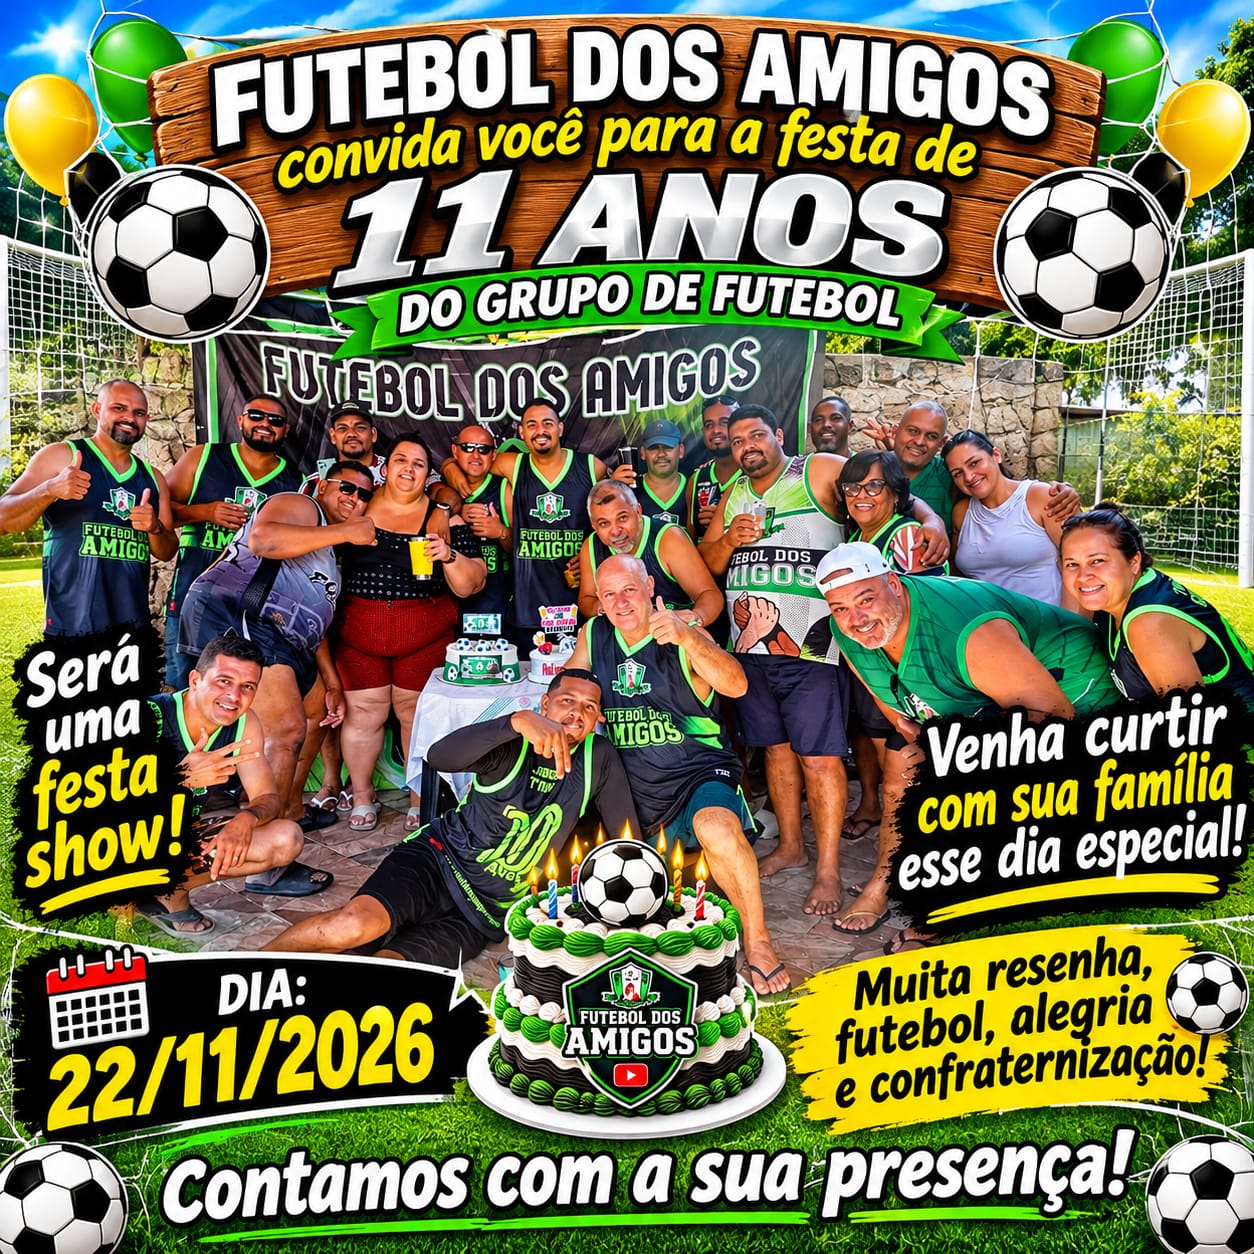 FUTEBOL DOS AMIGOS
convida você para a festa de
11 ANOS
DO GRUPO DE FUTEBOL
FUTEBOL DOS AMIGOS
FUTEBOL DOS
AMIGOS
AMIGOS
AMIGOS
FUTEBOL DOS
AMIGOS
Será
uma
festa
show!
Venha curtir
com sua família
esse dia especial!
DIA:
22/11/2026
FUTEBOL DOS
AMIGOS
Muita resenha,
futebol, alegria
e confraternização!
Contamos com a sua presença!